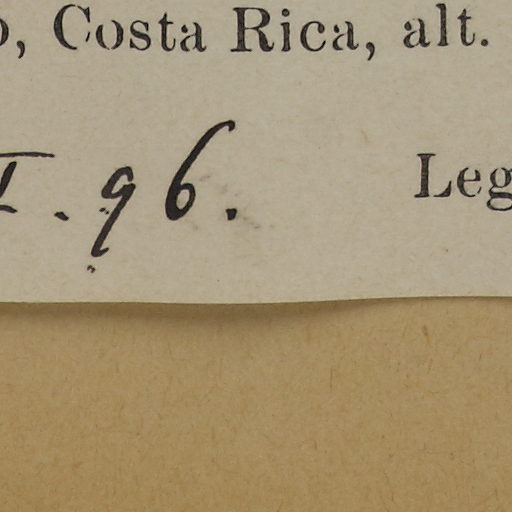 , Costa Rica, alt.
I. 96. Leg